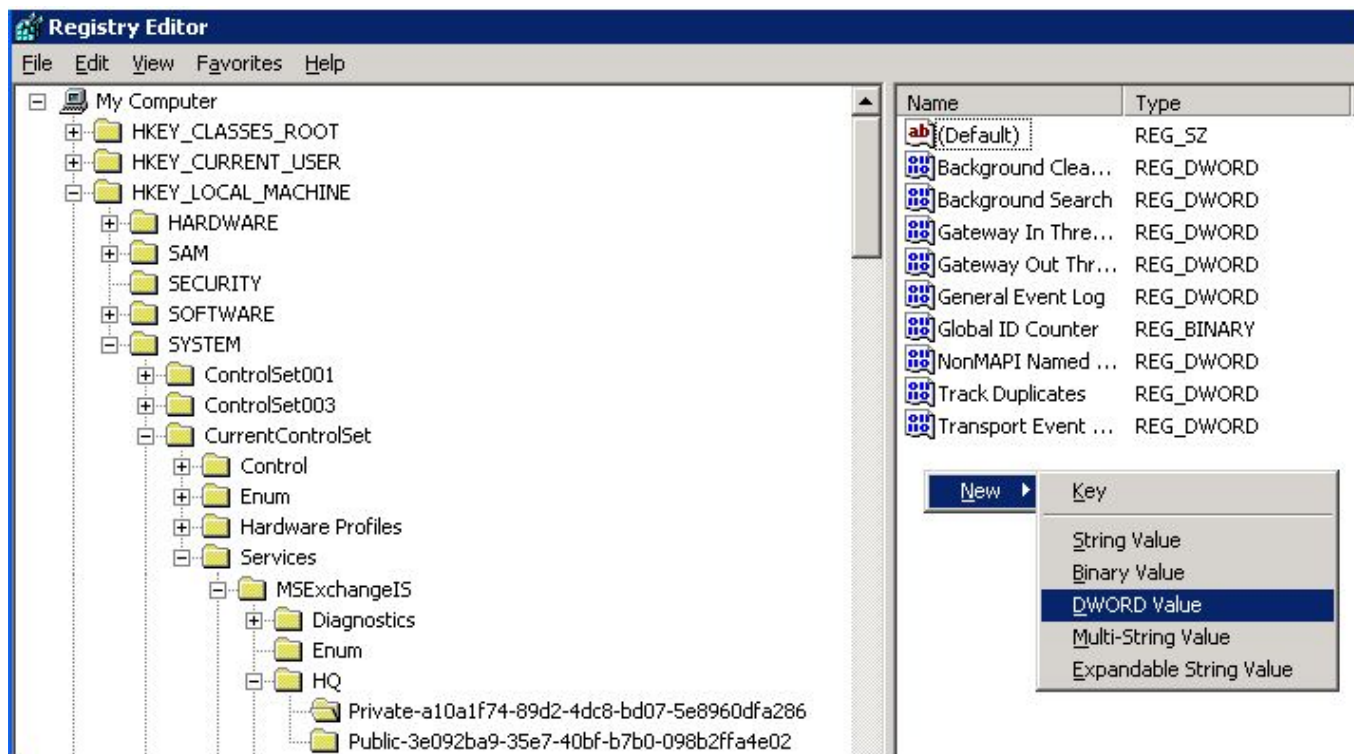 Registry Editor
File Edit View Favorites Help
My Computer
HKEY_CLASSES_ROOT
HKEY_CURRENT_USER
HKEY_LOCAL_MACHINE
HARDWARE
SAM
SECURITY
SOFTWARE
SYSTEM
ControlSet001
ControlSet003
CurrentControlSet
Control
Enum
Hardware Profiles
Services
MSExchangeIS
Diagnostics
Enum
HQ
Private-a10a1f74-89d2-4dc8-bd07-5e8960dfa286
Public-3e092ba9-35e7-40bf-b7b0-098b2ffa4e02
Name Type
(Default) REG_SZ
Background Clea... REG_DWORD
Background Search REG_DWORD
Gateway In Thre... REG_DWORD
Gateway Out Thr... REG_DWORD
General Event Log REG_DWORD
Global ID Counter REG_BINARY
NonMAPI Named ... REG_DWORD
Track Duplicates REG_DWORD
Transport Event ... REG_DWORD
New
Key
String Value
Binary Value
DWORD Value
Multi-String Value
Expandable String Value